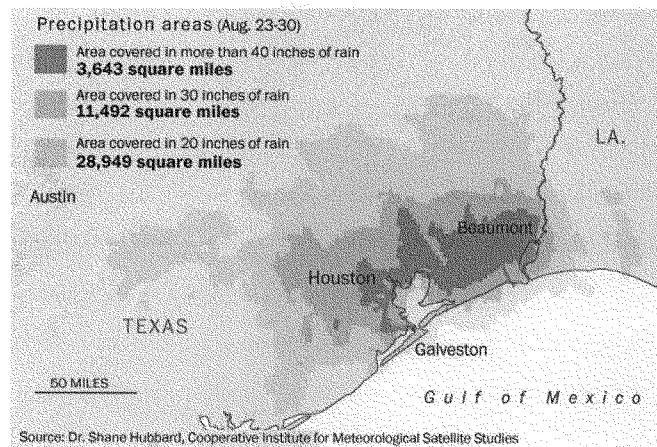 Precipitation areas (Aug. 23-30)
Area covered in more than 40 inches of rain
3,643 square miles
Area covered in 30 inches of rain
11,492 square miles
Area covered in 20 inches of rain
28,949 square miles
LA.
Austin
Beaumont
Houston
TEXAS
Galveston
50 MILES
Gulf of Mexico
Source: Dr. Shane Hubbard, Cooperative Institute for Meteorological Satellite Studies